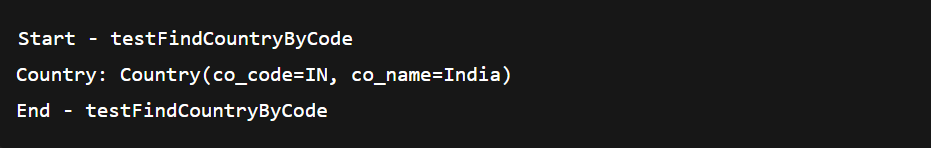 Start - testFindCountryByCode
Country: Country(co_code=IN, co_name=India)
End - testFindCountryByCode